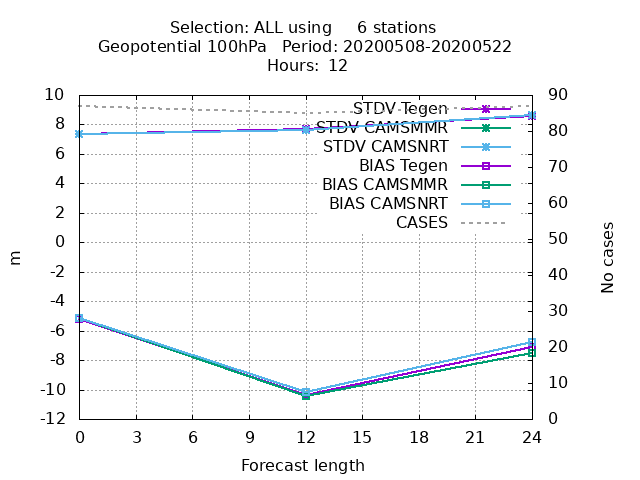 Selection: ALL using     6 stations
Geopotential 100hPa   Period: 20200508-20200522
Hours:  12
10
8
6
4
2
0
-2
-4
-6
-8
-10
-12
m
90
80
70
60
50
40
30
20
10
0
No cases
STDV Tegen
STDV CAMSMMR
STDV CAMSNRT
BIAS Tegen
BIAS CAMSMMR
BIAS CAMSNRT
CASES
0 3 6 9 12 15 18 21 24
Forecast length